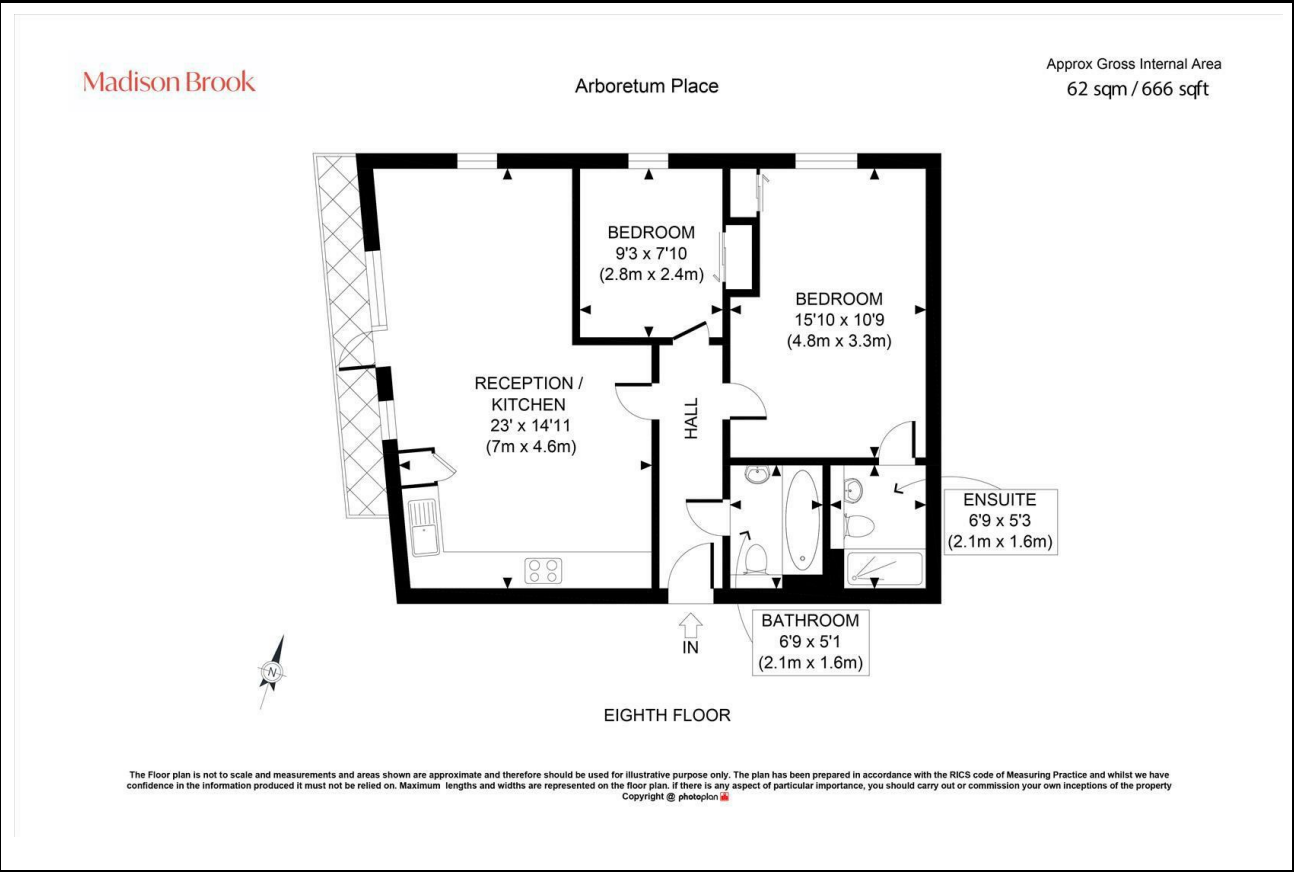 Madison Brook
Arboretum Place
Approx Gross Internal Area
62 sqm / 666 sqft
BEDROOM
9'3 x 7'10
(2.8m x 2.4m)
BEDROOM
15'10 x 10'9
(4.8m x 3.3m)
RECEPTION /
KITCHEN
23' x 14'11
(7m x 4.6m)
HALL
ENSUITE
6'9 x 5'3
(2.1m x 1.6m)
BATHROOM
6'9 x 5'1
(2.1m x 1.6m)
IN
N
EIGHTH FLOOR
The Floor plan is not to scale and measurements and areas shown are approximate and therefore should be used for illustrative purpose only. The plan has been prepared in accordance with the RICS code of Measuring Practice and whilst we have
confidence in the information produced it must not be relied on. Maximum lengths and widths are represented on the floor plan. if there is any aspect of particular importance, you should carry out or commission your own inceptions of the property
Copyright @ photoplan